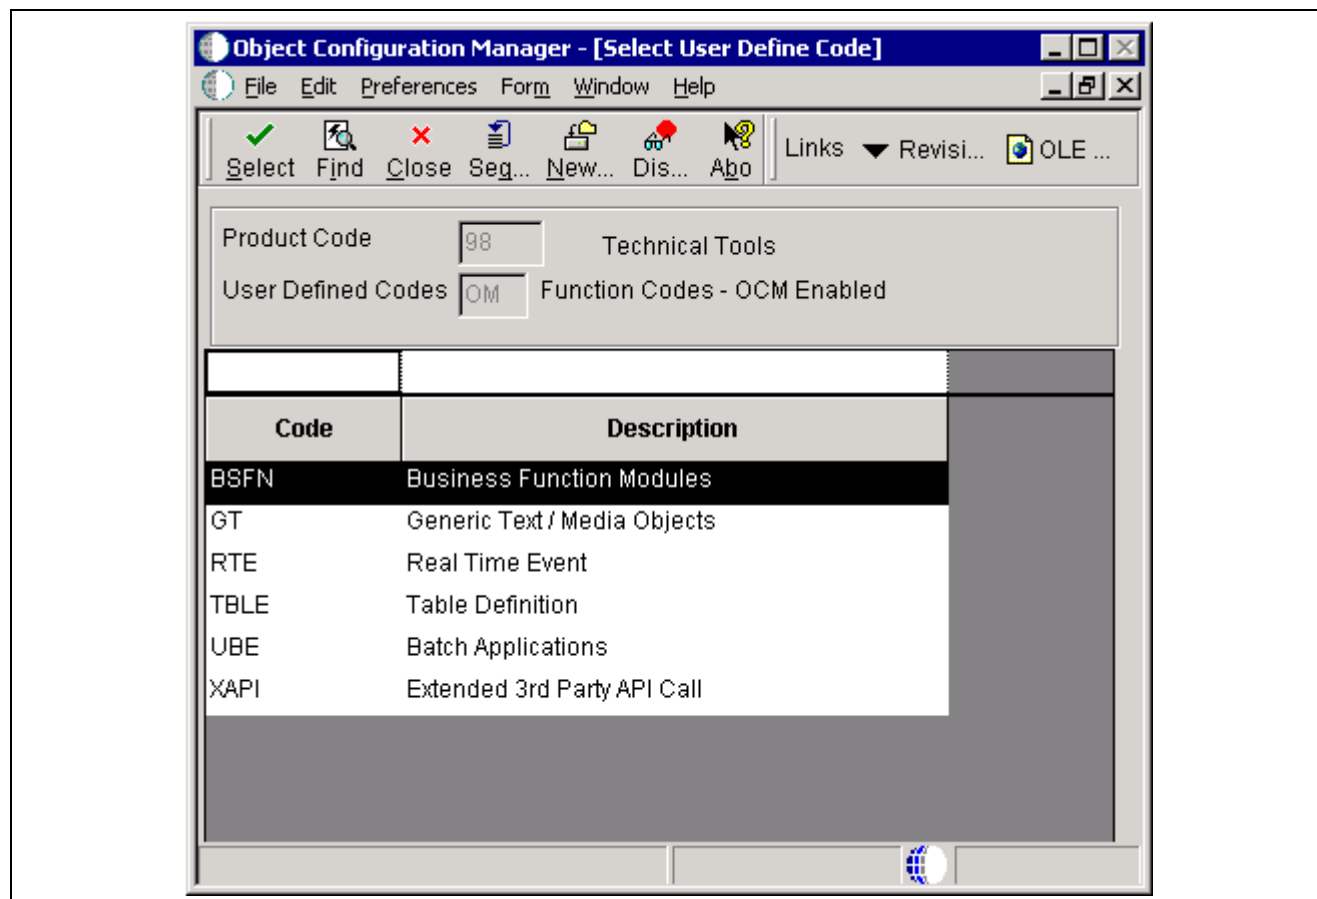 Object Configuration Manager - [Select User Define Code]
File Edit Preferences Form Window Help
Select Find Close Seq... New... Dis... Abo Links Revisi... OLE ...
Product Code 98 Technical Tools
User Defined Codes OM Function Codes - OCM Enabled
Code Description
BSFN Business Function Modules
GT Generic Text / Media Objects
RTE Real Time Event
TBLE Table Definition
UBE Batch Applications
XAPI Extended 3rd Party API Call